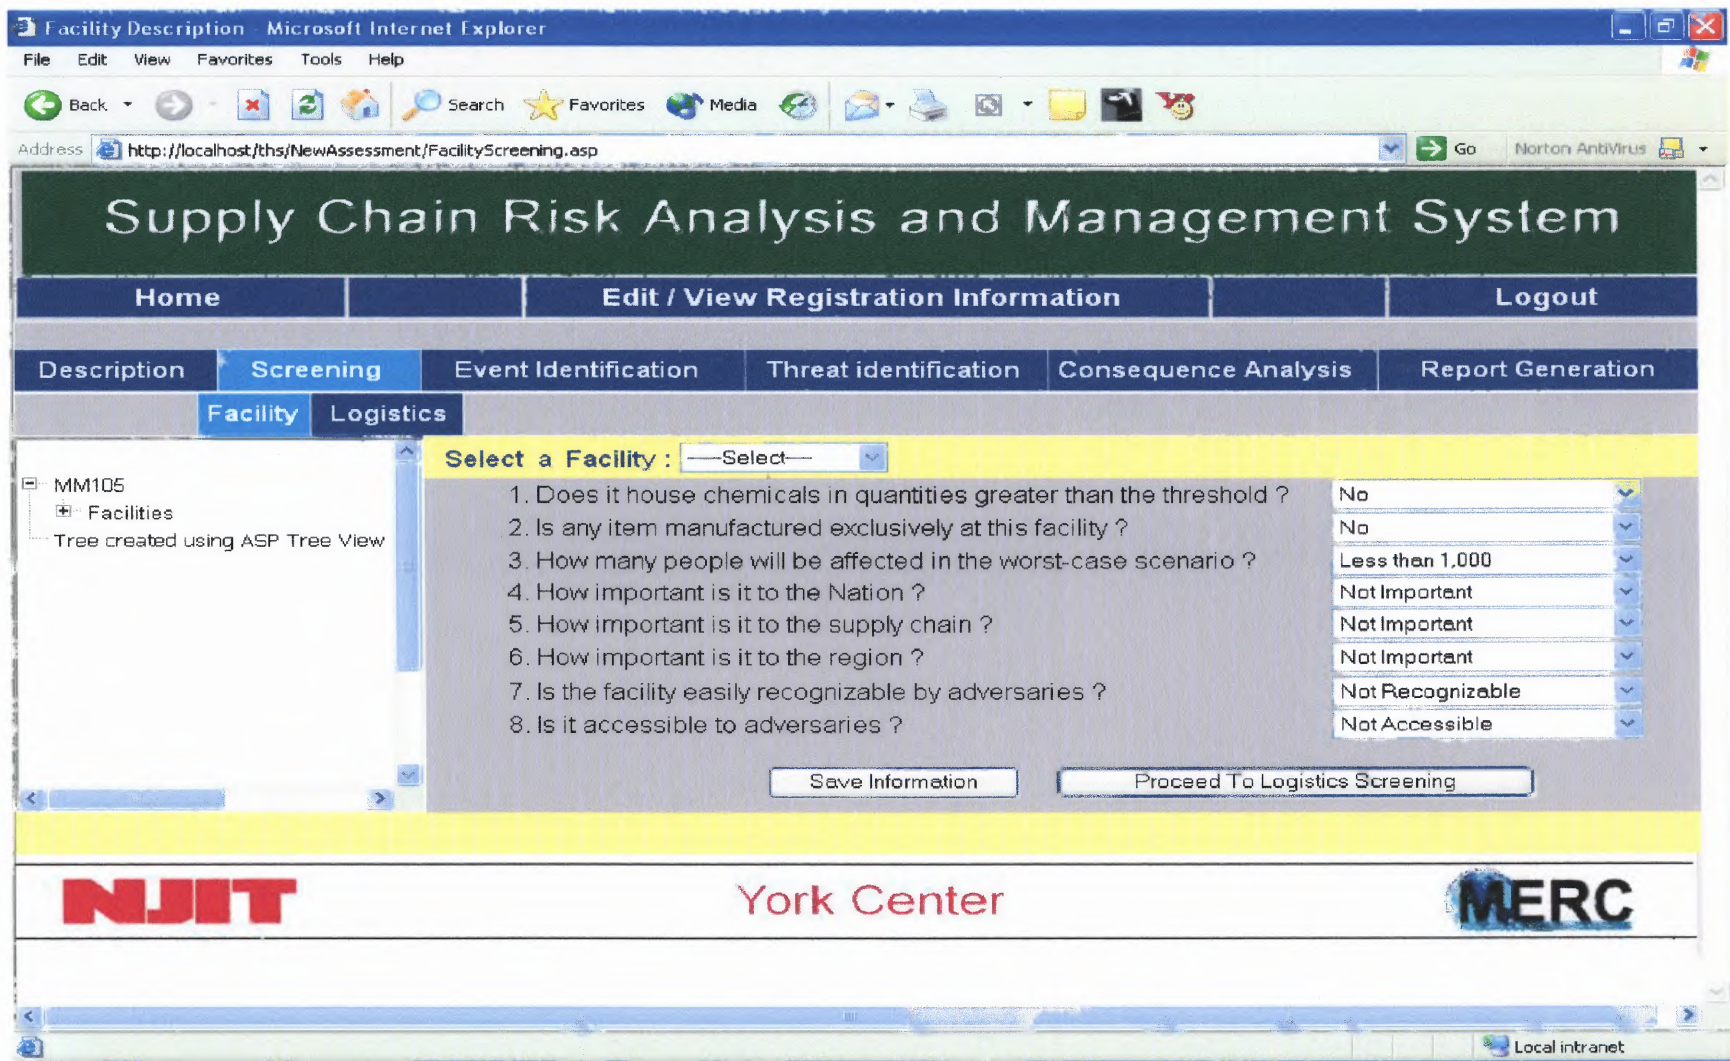 Facility Description - Microsoft Internet Explorer
File Edit View Favorites Tools Help
Back Search Favorites Media
Address http://localhost/ths/NewAssessment/FacilityScreening.asp Go Norton AntiVirus
Supply Chain Risk Analysis and Management System
Home Edit / View Registration Information Logout
Description Screening Event Identification Threat identification Consequence Analysis Report Generation
Facility Logistics
Select a Facility : ----Select----
MM105
Facilities
Tree created using ASP Tree View
1. Does it house chemicals in quantities greater than the threshold ? No
2. Is any item manufactured exclusively at this facility ? No
3. How many people will be affected in the worst-case scenario ? Less than 1,000
4. How important is it to the Nation ? Not Important
5. How important is it to the supply chain ? Not Important
6. How important is it to the region ? Not Important
7. Is the facility easily recognizable by adversaries ? Not Recognizable
8. Is it accessible to adversaries ? Not Accessible
Save Information Proceed To Logistics Screening
NJIT York Center MERC
Local intranet